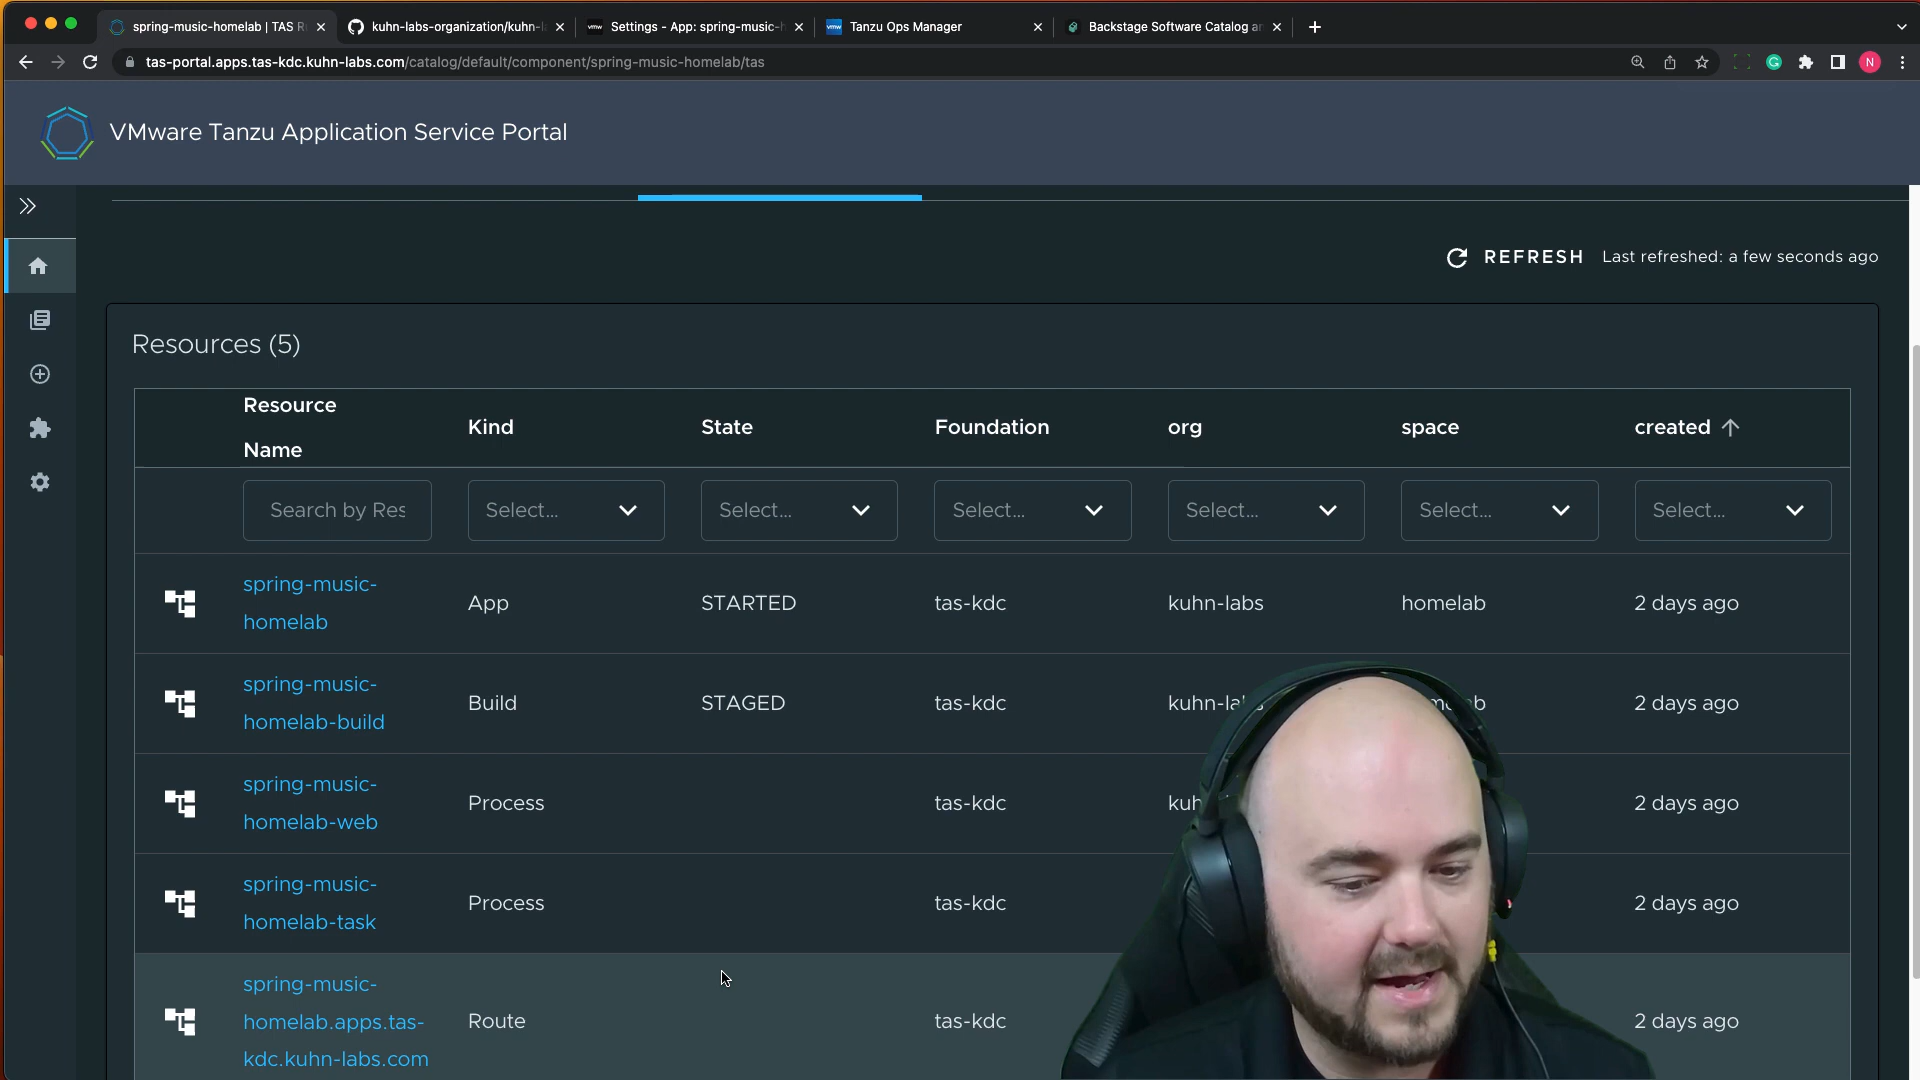 spring-music-homelab | TAS R
kuhn-labs-organization/kuhn-l
Settings - App: spring-music-h
Tanzu Ops Manager
Backstage Software Catalog an
tas-portal.apps.tas-kdc.kuhn-labs.com/catalog/default/component/spring-music-homelab/tas
N
VMware Tanzu Application Service Portal
REFRESH Last refreshed: a few seconds ago
Resources (5)
Resource
Name
Kind
State
Foundation
org
space
created
Search by Res
Select...
Select...
Select...
Select...
Select...
Select...
spring-music-
homelab
App
STARTED
tas-kdc
kuhn-labs
homelab
2 days ago
spring-music-
homelab-build
Build
STAGED
tas-kdc
2 days ago
spring-music-
homelab-web
Process
tas-kdc
2 days ago
spring-music-
homelab-task
Process
tas-kdc
2 days ago
spring-music-
homelab.apps.tas-
kdc.kuhn-labs.com
Route
tas-kdc
2 days ago